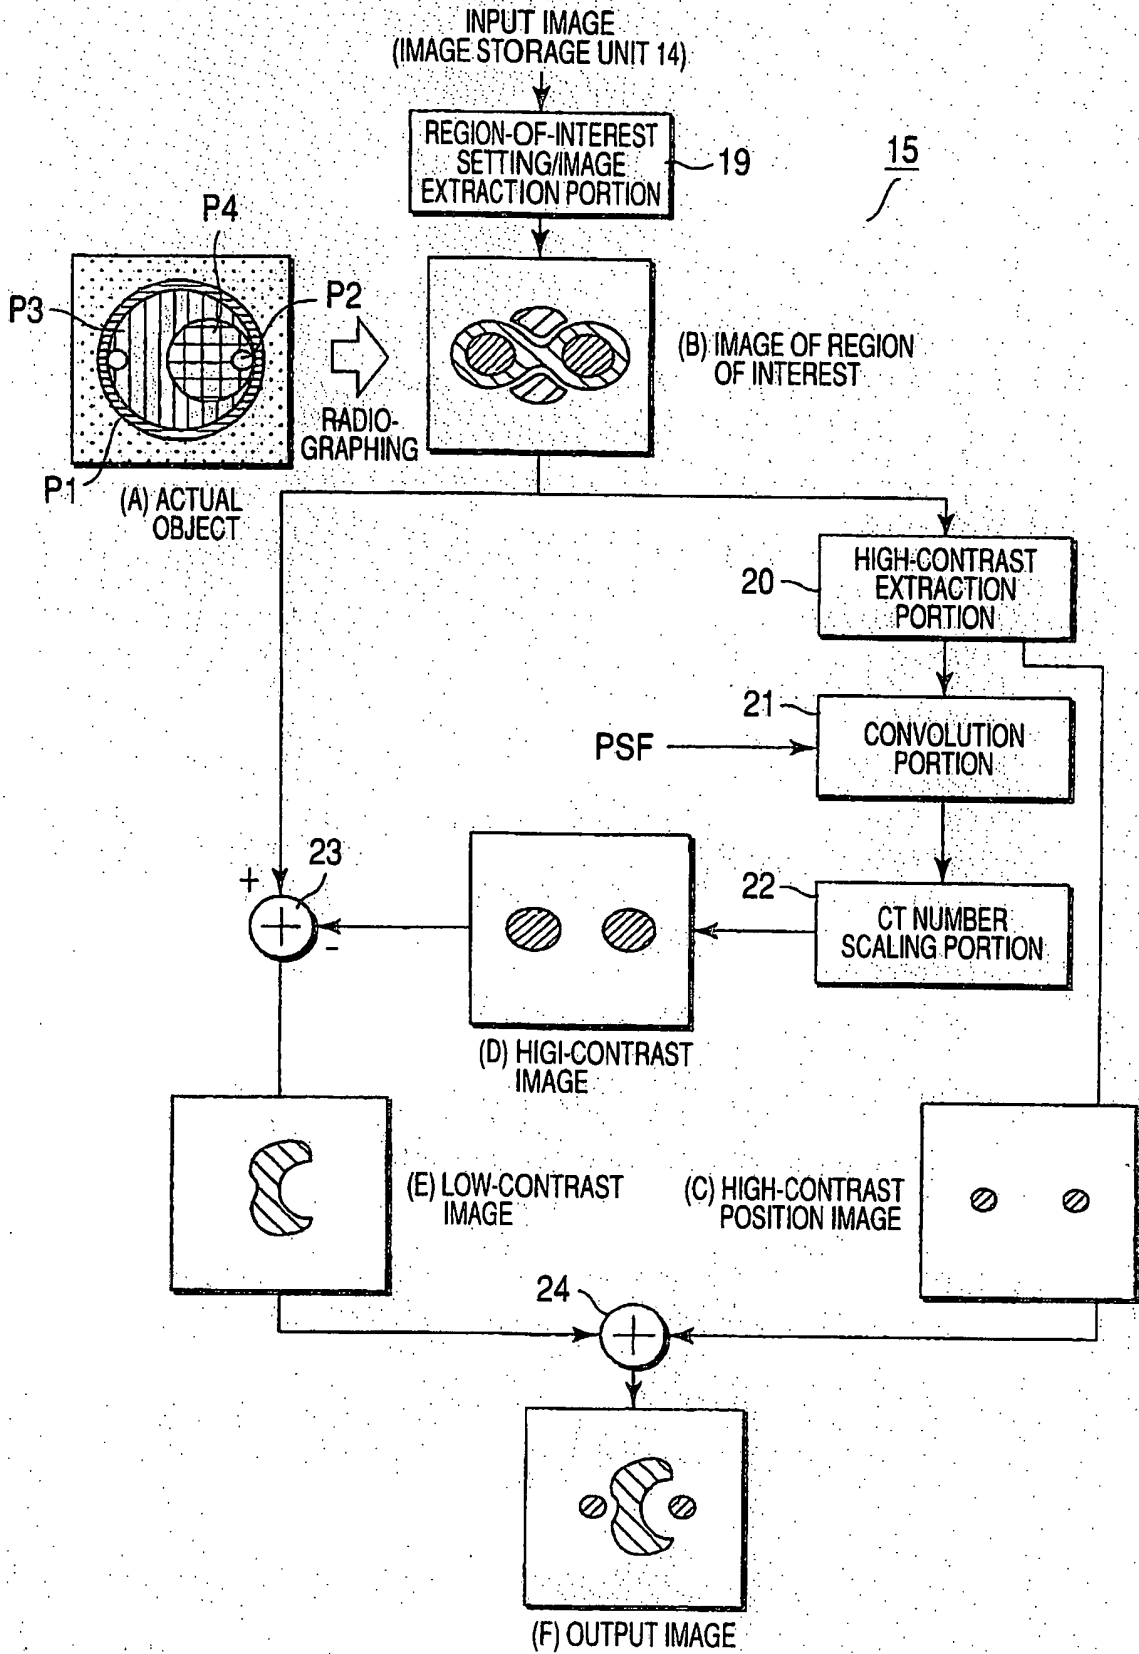 INPUT IMAGE
(IMAGE STORAGE UNIT 14)
REGION-OF-INTEREST
SETTING/IMAGE
EXTRACTION PORTION
19
15
P4
P3
P2
P1
RADIO-
GRAPHING
(A) ACTUAL
OBJECT
(B) IMAGE OF REGION
OF INTEREST
20
HIGH-CONTRAST
EXTRACTION
PORTION
21
PSF
CONVOLUTION
PORTION
22
CT NUMBER
SCALING PORTION
23
+
-
(D) HIGI-CONTRAST
IMAGE
(E) LOW-CONTRAST
IMAGE
(C) HIGH-CONTRAST
POSITION IMAGE
24
(F) OUTPUT IMAGE